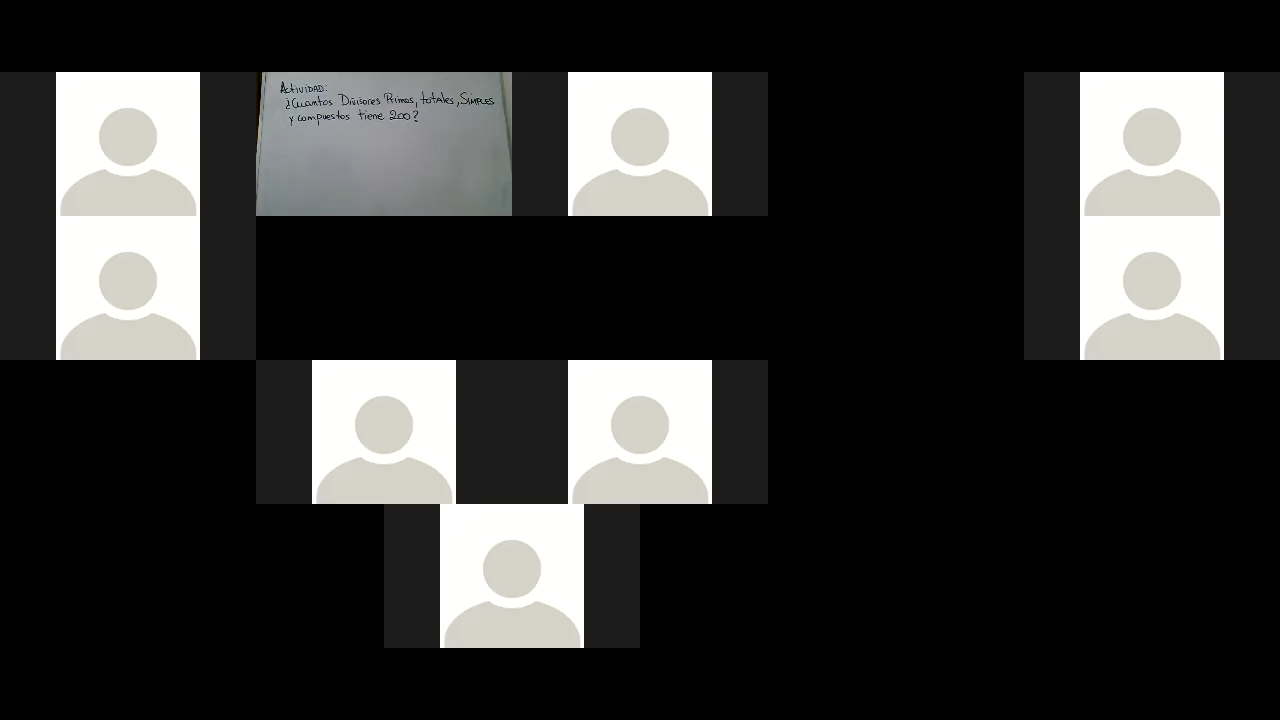 Actividad:
¿Cuantos Divisores Primos, totales, Simples
y compuestos tiene 200?